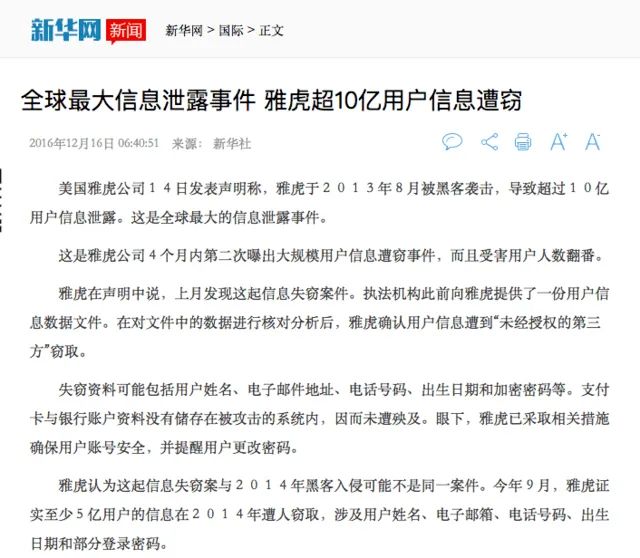 新华网 新闻 新华网 > 国际 > 正文
全球最大信息泄露事件 雅虎超10亿用户信息遭窃
2016年12月16日 06:40:51 来源： 新华社
A+ A-
美国雅虎公司１４日发表声明称，雅虎于２０１３年８月被黑客袭击，导致超过１０亿
用户信息泄露。这是全球最大的信息泄露事件。
这是雅虎公司４个月内第二次曝出大规模用户信息遭窃事件，而且受害用户人数翻番。
雅虎在声明中说，上月发现这起信息失窃案件。执法机构此前向雅虎提供了一份用户信
息数据文件。在对文件中的数据进行核对分析后，雅虎确认用户信息遭到“未经授权的第三
方”窃取。
失窃资料可能包括用户姓名、电子邮件地址、电话号码、出生日期和加密密码等。支付
卡与银行账户资料没有储存在被攻击的系统内，因而未遭殃及。眼下，雅虎已采取相关措施
确保用户账号安全，并提醒用户更改密码。
雅虎认为这起信息失窃案与２０１４年黑客入侵可能不是同一案件。今年９月，雅虎证
实至少５亿用户的信息在２０１４年遭人窃取，涉及用户姓名、电子邮箱、电话号码、出生
日期和部分登录密码。